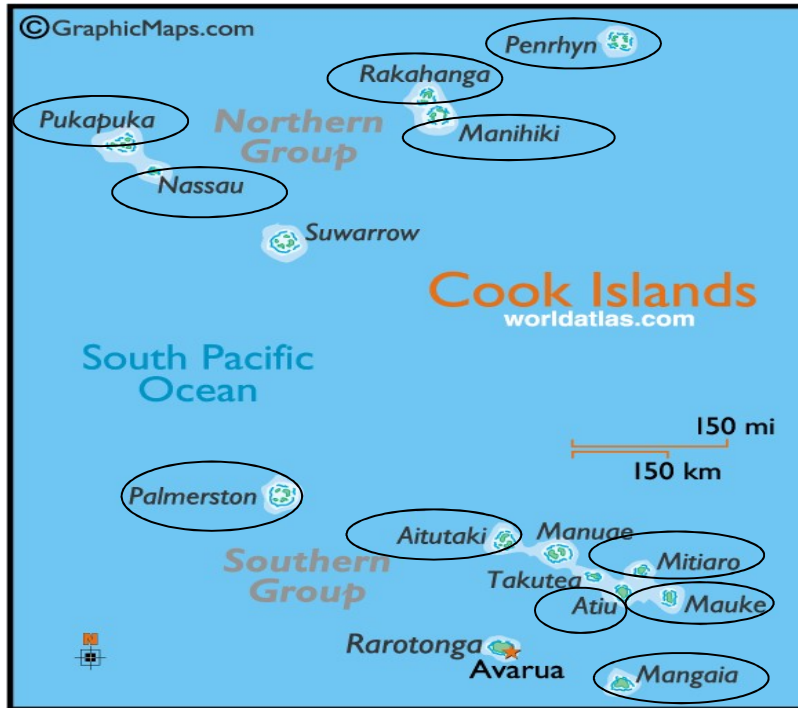 ©GraphicMaps.com
Penrhyn
Rakahanga
Pukapuka
Northern
Group
Manihiki
Nassau
Suwarrow
Cook Islands
worldatlas.com
South Pacific
Ocean
150 mi
150 km
Palmerston
Aitutaki
Manuae
Mitiaro
Southern
Group
Takutea
Atiu
Mauke
N
Rarotonga
Avarua
Mangaia